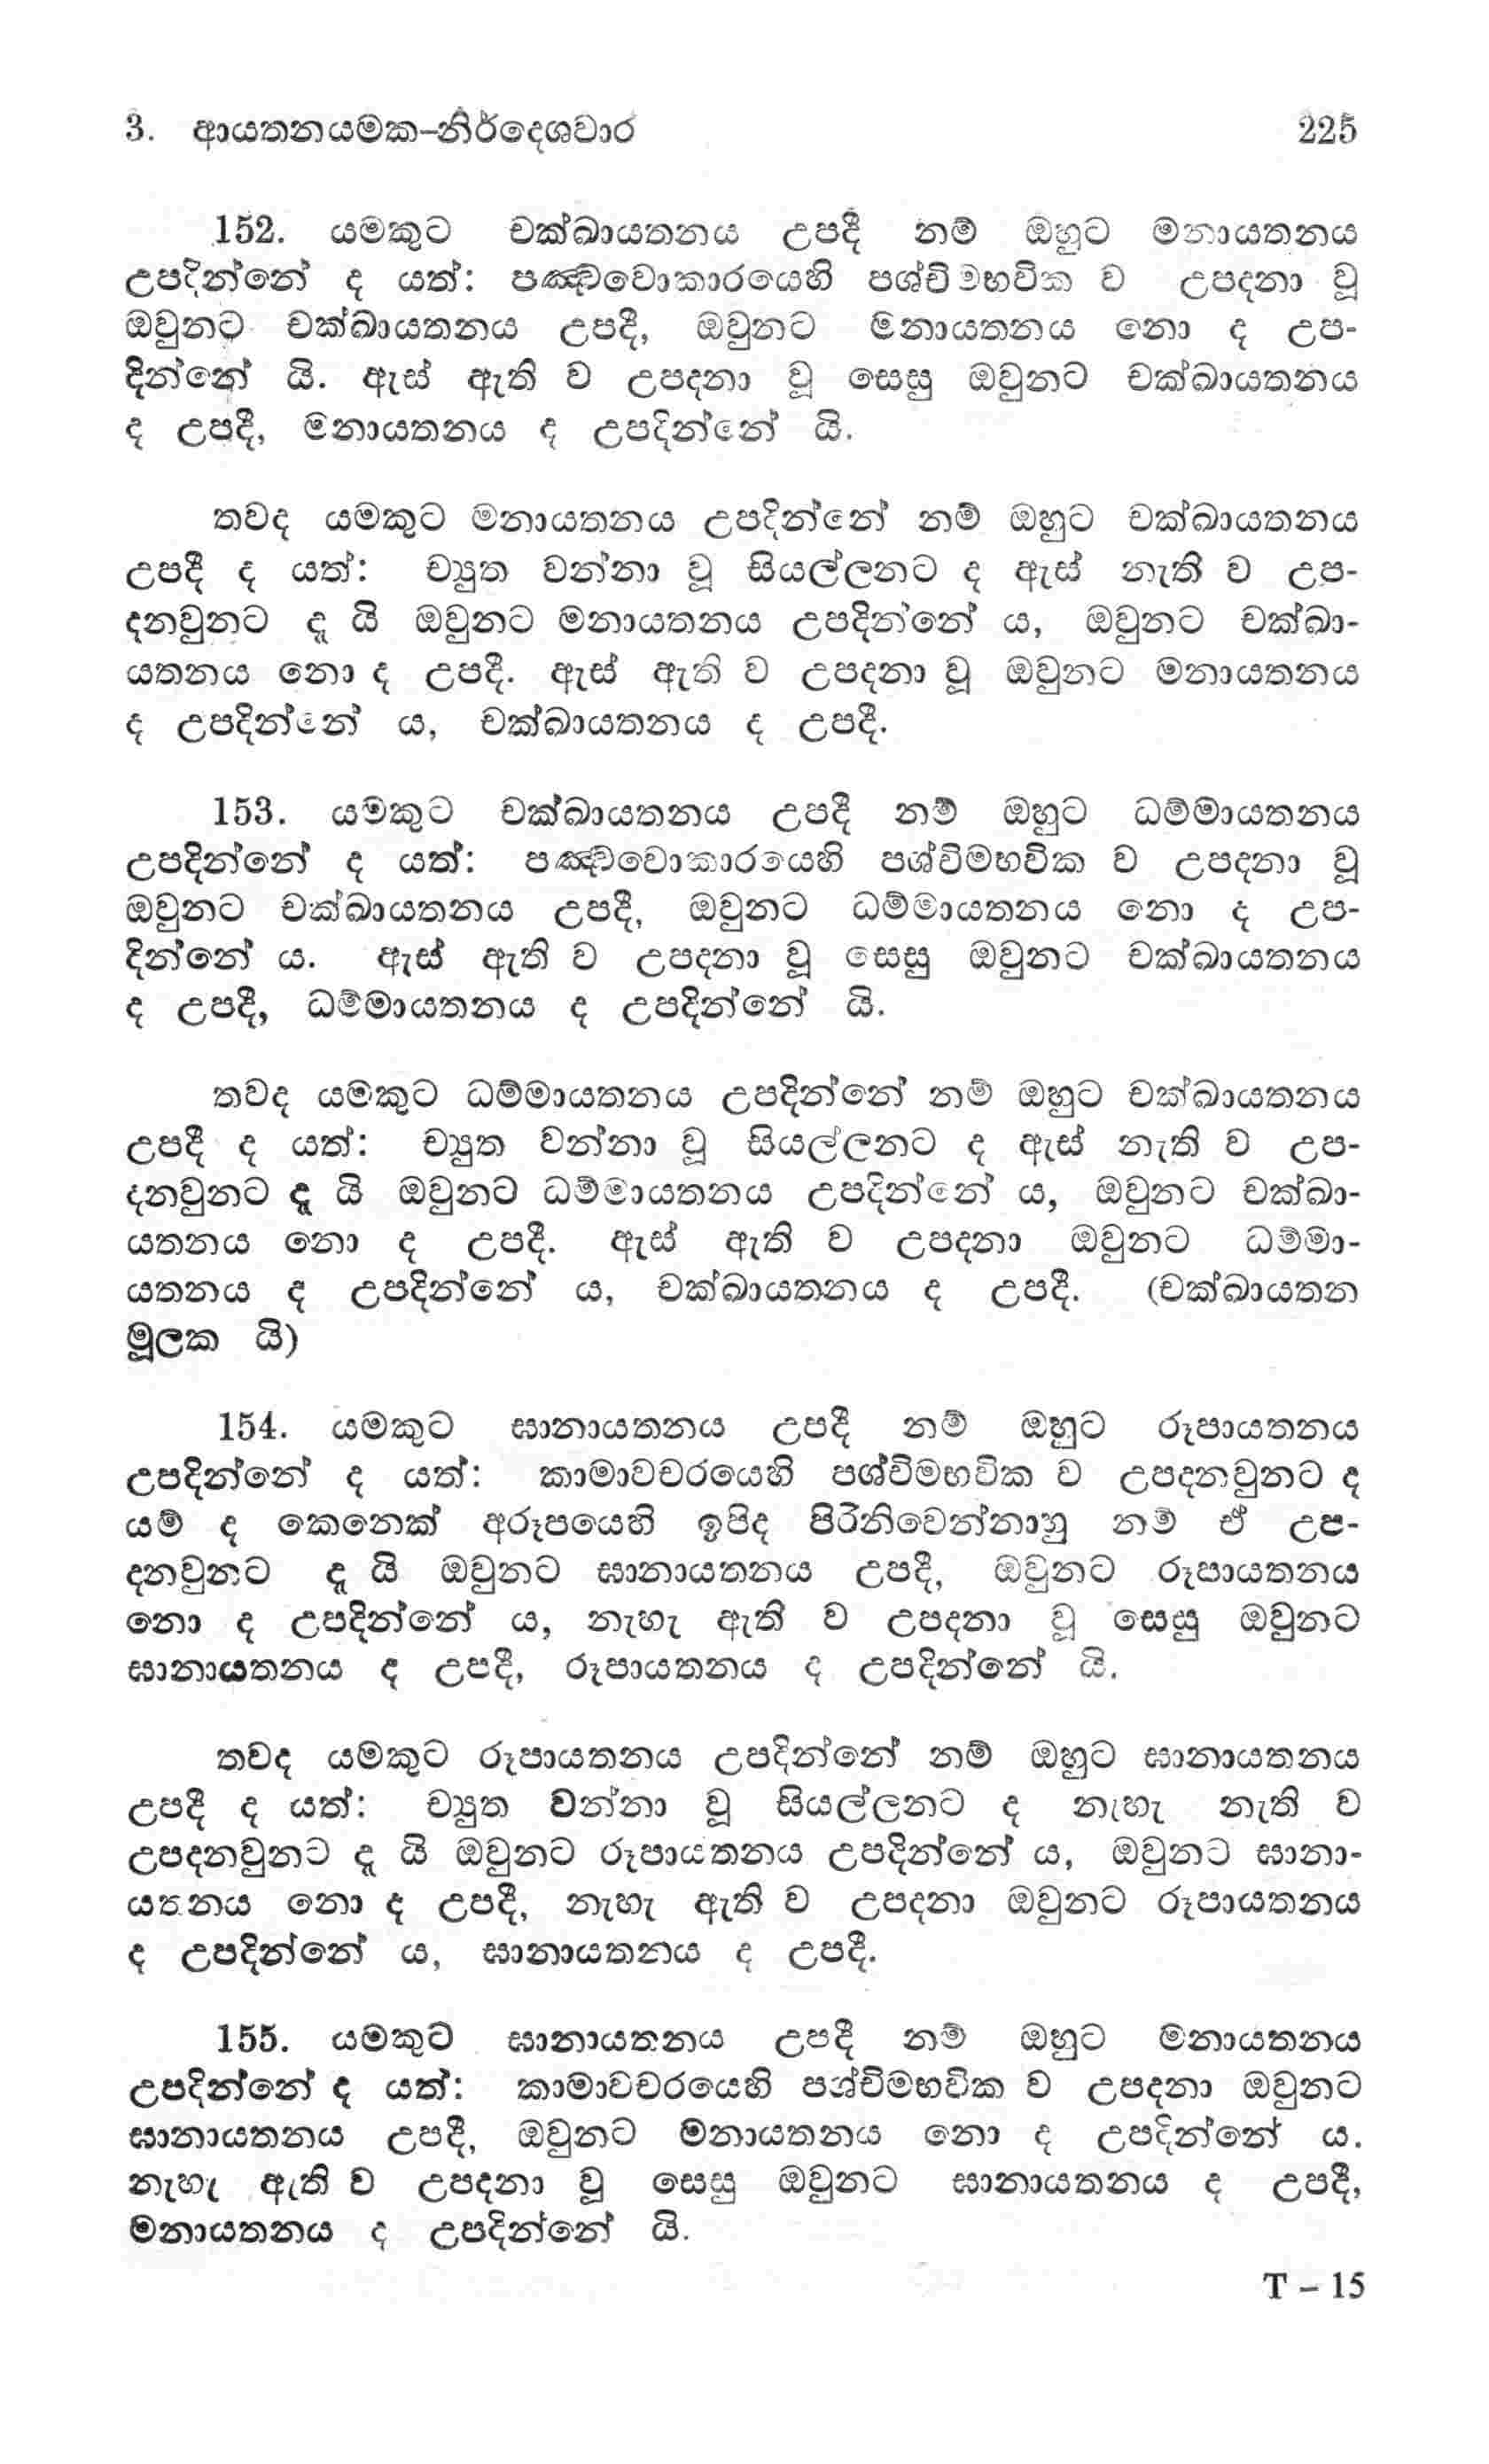 3. ආයතනයමක–නිර්දෙශවාර 225
152. යමකුට චක්ඛායතනය උපදී නම් ඔහුට මනායතනය
උපදින්නේ ද යත්: පඤ්චවොකාරයෙහි පශ්චිමභවික ව උපදනා වූ
ඔවුනට චක්ඛායතනය උපදී, ඔවුනට මනායතනය නො ද උප-
දින්නේ යි. ඇස් ඇති ව උපදනා වූ සෙසු ඔවුනට චක්ඛායතනය
ද උපදී, මනායතනය ද උපදින්නේ යි.
තවද යමකුට මනායතනය උපදින්නේ නම් ඔහුට චක්ඛායතනය
උපදී ද යත්: ච්‍යුත වන්නා වූ සියල්ලනට ද ඇස් නැති ව උප-
දනවුනට දූ යි ඔවුනට මනායතනය උපදින්නේ ය, ඔවුනට චක්ඛා-
යතනය නො ද උපදී. ඇස් ඇති ව උපදනා වූ ඔවුනට මනායතනය
ද උපදින්නේ ය, චක්ඛායතනය ද උපදී.
153. යමකුට චක්ඛායතනය උපදී නම් ඔහුට ධම්මායතනය
උපදින්නේ ද යත්: පඤ්චවොකාරයෙහි පශ්චිමභවික ව උපදනා වූ
ඔවුනට චක්ඛායතනය උපදී, ඔවුනට ධම්මායතනය නො ද උප-
දින්නේ ය. ඇස් ඇති ව උපදනා වූ සෙසු ඔවුනට චක්ඛායතනය
ද උපදී, ධම්මායතනය ද උපදින්නේ යි.
තවද යමකුට ධම්මායතනය උපදින්නේ නම් ඔහුට චක්ඛායතනය
උපදී ද යත්: ච්‍යුත වන්නා වූ සියල්ලනට ද ඇස් නැති ව උප-
දනවුනට දූ යි ඔවුනට ධම්මායතනය උපදින්නේ ය, ඔවුනට චක්ඛා-
යතනය නො ද උපදී. ඇස් ඇති ව උපදනා ඔවුනට ධම්මා-
යතනය ද උපදින්නේ ය, චක්ඛායතනය ද උපදී. (චක්ඛායතන
මූලක යි)
154. යමකුට ඝානායතනය උපදී නම් ඔහුට රූපායතනය
උපදින්නේ ද යත්: කාමාවචරයෙහි පශ්චිමභවික ව උපදනවුනට ද
යම් ද කෙනෙක් අරූපයෙහි ඉපිද පිරිනිවෙන්නාහු නම් ඒ උප-
දනවුනට දූ යි ඔවුනට ඝානායතනය උපදී, ඔවුනට රූපායතනය
නො ද උපදින්නේ ය, නැහැ ඇති ව උපදනා වූ සෙසු ඔවුනට
ඝානායතනය ද උපදී, රූපායතනය ද උපදින්නේ යි.
තවද යමකුට රූපායතනය උපදින්නේ නම් ඔහුට ඝානායතනය
උපදී ද යත්: ච්‍යුත වන්නා වූ සියල්ලනට ද නැහැ නැති ව
උපදනවුනට දූ යි ඔවුනට රූපායතනය උපදින්නේ ය, ඔවුනට ඝානා-
යතනය නො ද උපදී, නැහැ ඇති ව උපදනා ඔවුනට රූපායතනය
ද උපදින්නේ ය, ඝානායතනය ද උපදී.
155. යමකුට ඝානායතනය උපදී නම් ඔහුට මනායතනය
උපදින්නේ ද යත්: කාමාවචරයෙහි පශ්චිමභවික ව උපදනා ඔවුනට
ඝානායතනය උපදී, ඔවුනට මනායතනය නො ද උපදින්නේ ය.
නැහැ ඇති ව උපදනා වූ සෙසු ඔවුනට ඝානායතනය ද උපදී,
මනායතනය ද උපදින්නේ යි.
T – 15